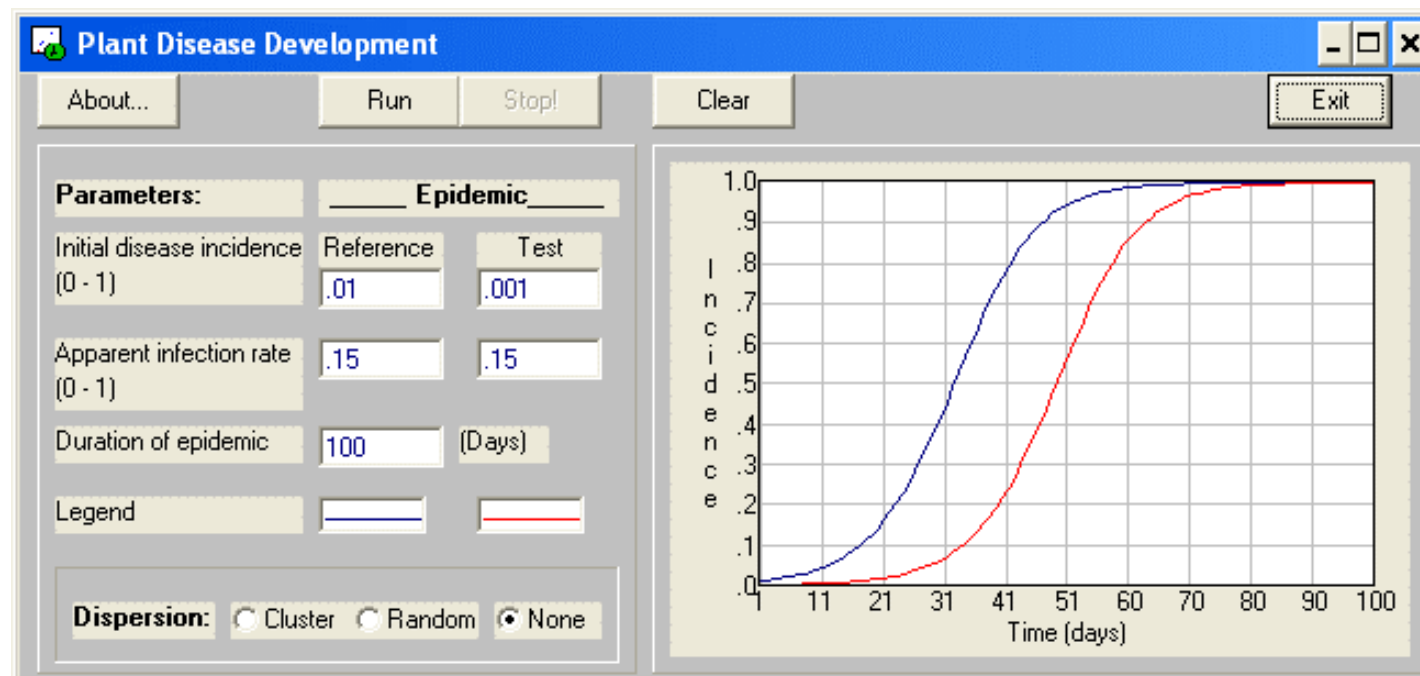 Plant Disease Development
About... Run Stop! Clear Exit
Parameters: _____ Epidemic_____
Initial disease incidence Reference Test
(0 - 1) .01 .001
Apparent infection rate .15 .15
(0 - 1)
Duration of epidemic 100 (Days)
Legend
Dispersion: Cluster Random None
Incidence
1.0
.9
.8
.7
.6
.5
.4
.3
.2
.1
.0
1 11 21 31 41 51 60 70 80 90 100
Time (days)